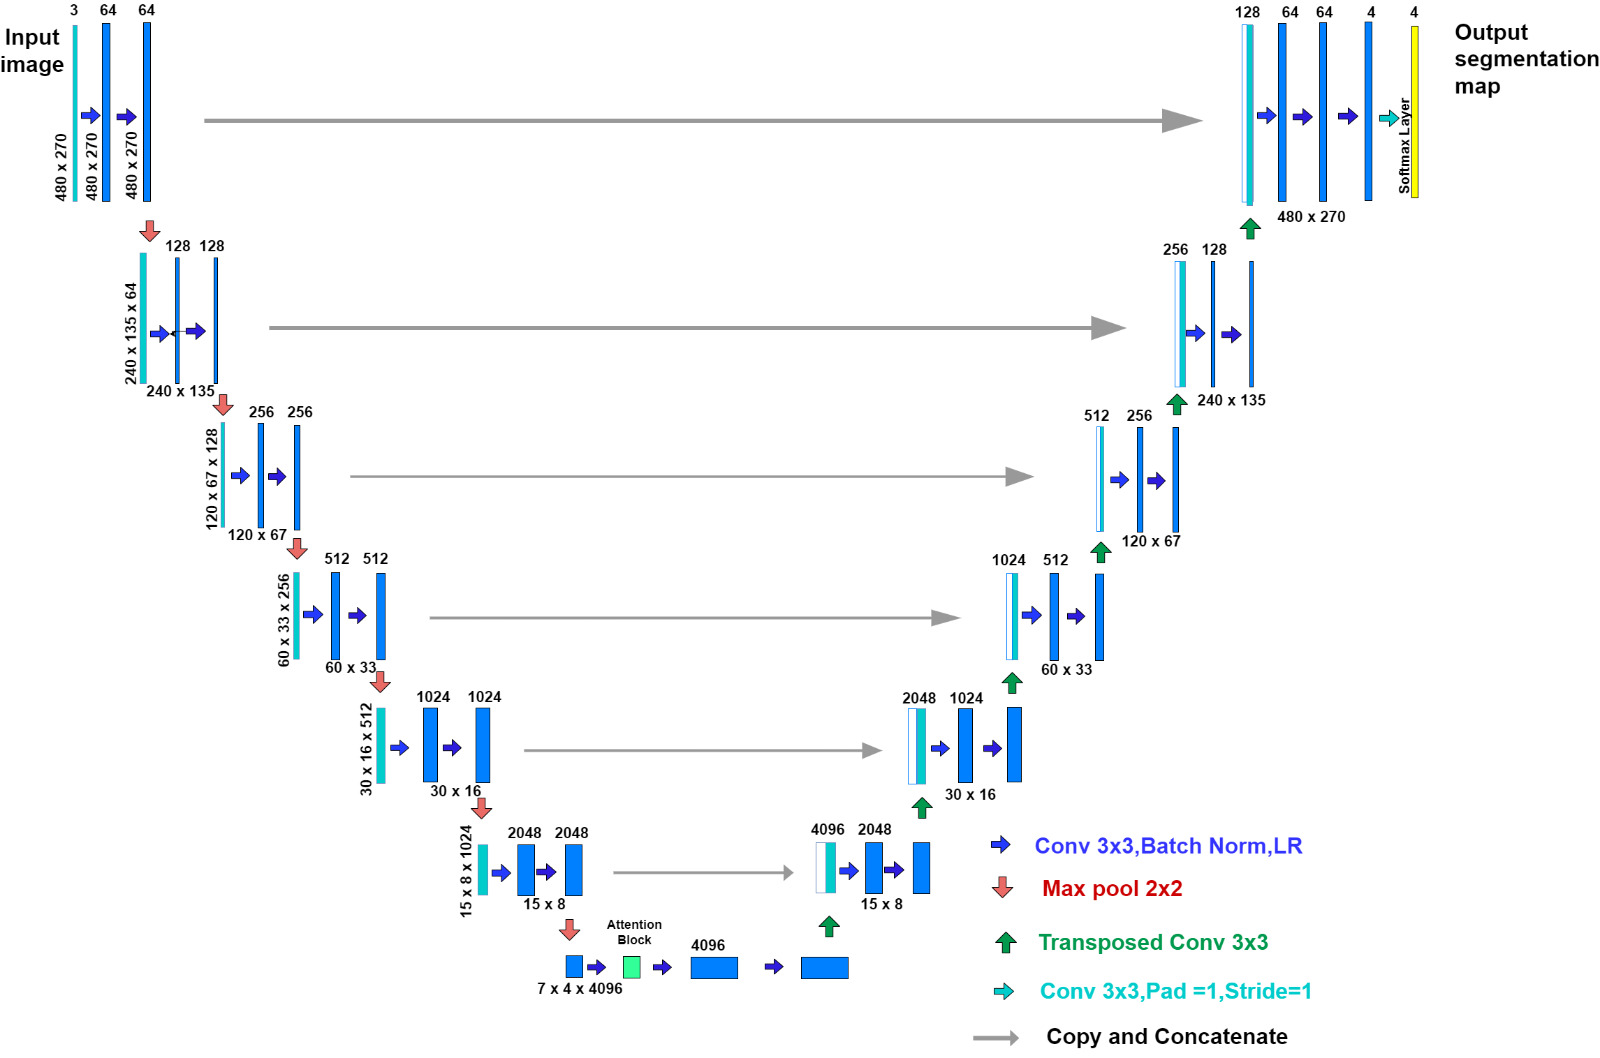 Input
image
3
64
64
480 x 270
480 x 270
480 x 270
128
64
64
4
4
Softmax Layer
480 x 270
Output
segmentation
map
240 x 135 x 64
128
128
240 x 135
256
128
240 x 135
120 x 67 x 128
256
256
120 x 67
512
256
120 x 67
60 x 33 x 256
512
512
60 x 33
1024
512
60 x 33
30 x 16 x 512
1024
1024
30 x 16
2048
1024
30 x 16
15 x 8 x 1024
2048
2048
15 x 8
4096
2048
15 x 8
Attention
Block
7 x 4 x 4096
4096
Conv 3x3,Batch Norm,LR
Max pool 2x2
Transposed Conv 3x3
Conv 3x3,Pad =1,Stride=1
Copy and Concatenate